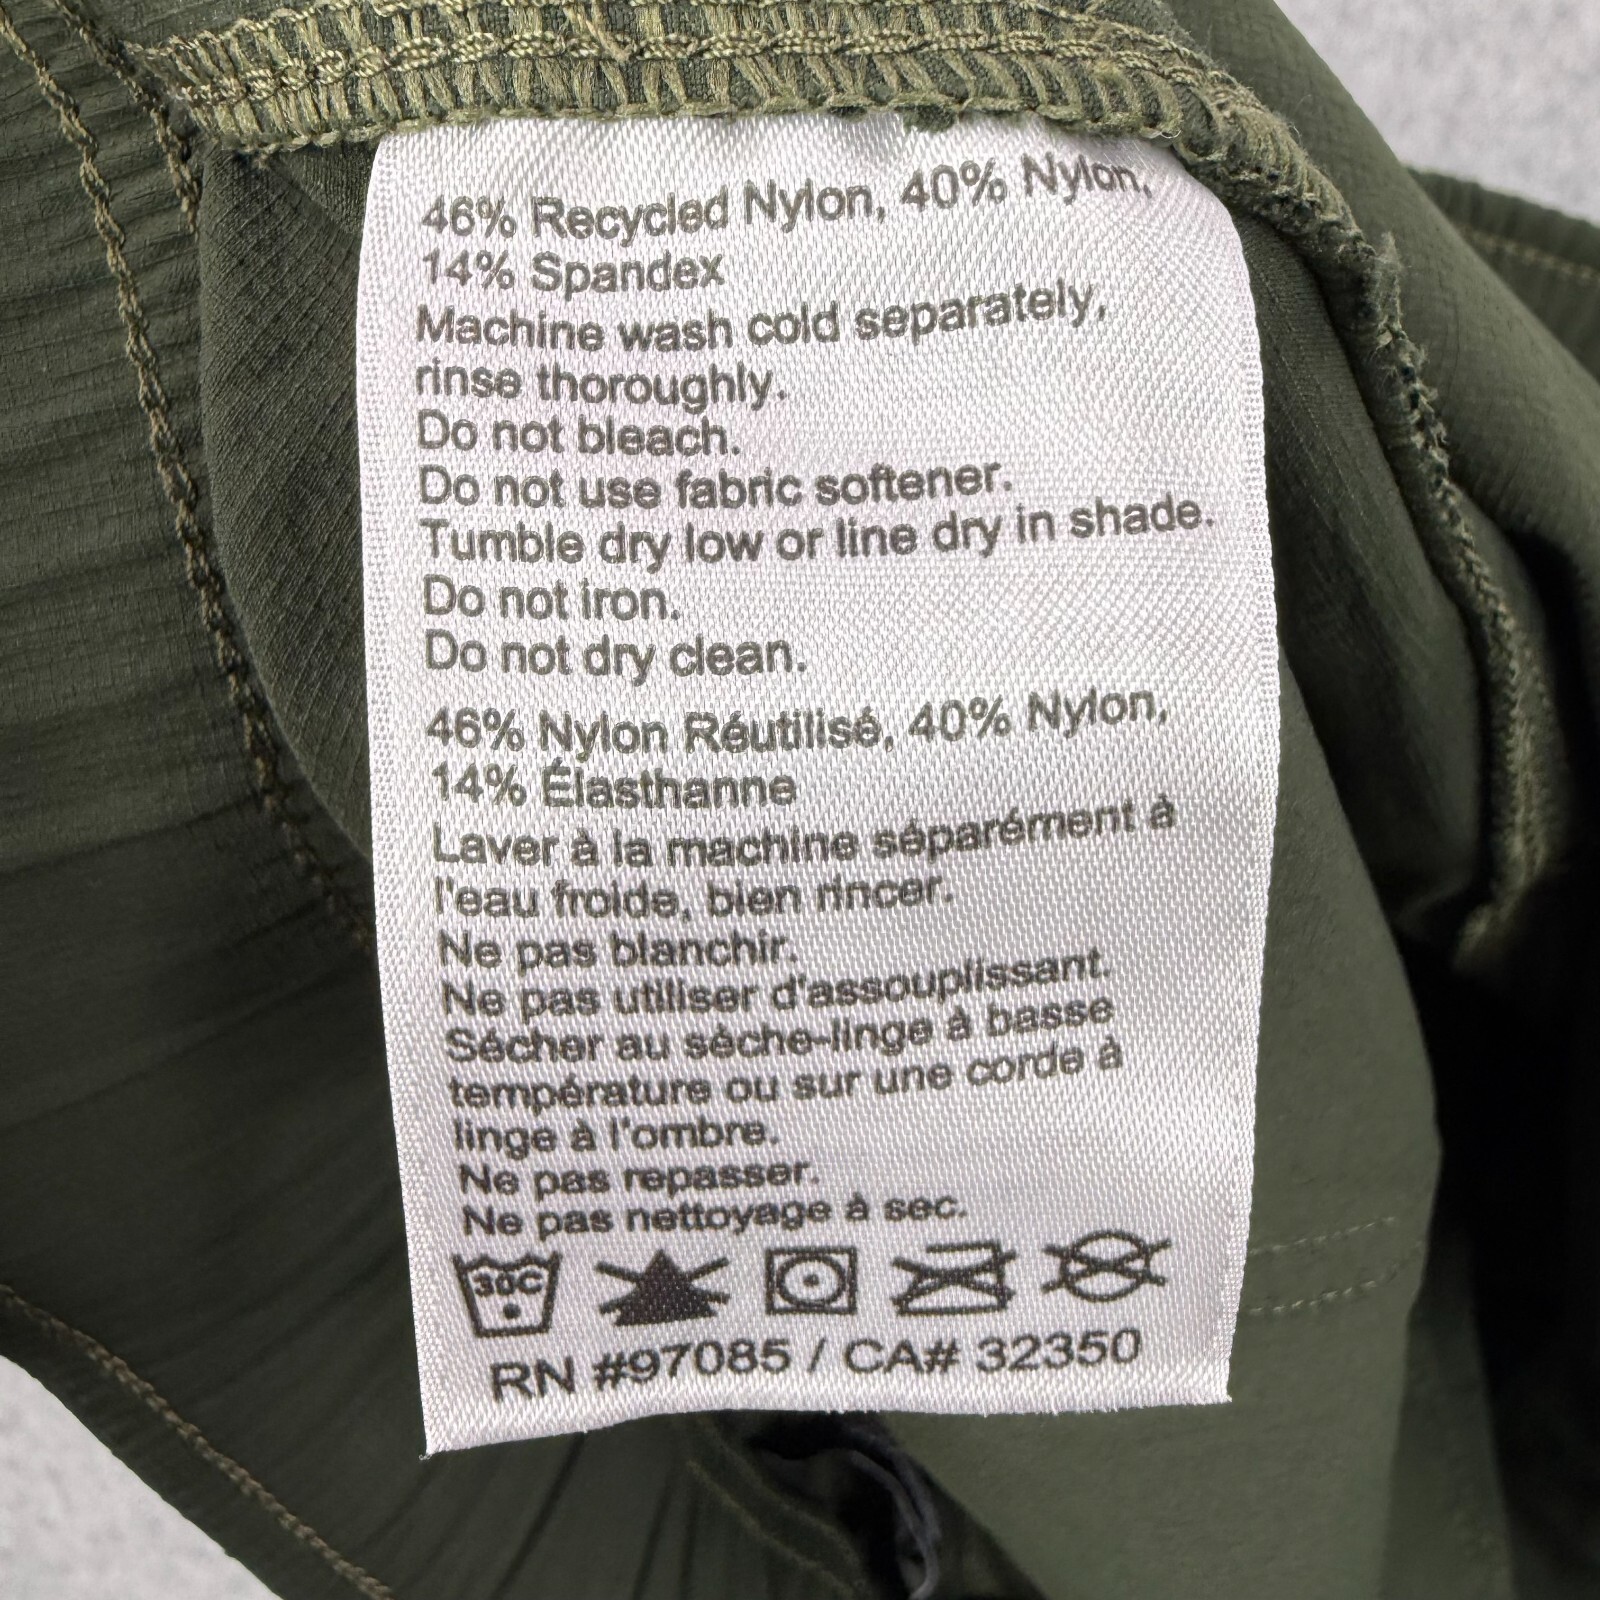 46% Recycled Nylon, 40% Nylon,
14% Spandex
Machine wash cold separately,
rinse thoroughly.
Do not bleach.
Do not use fabric softener.
Tumble dry low or line dry in shade.
Do not iron.
Do not dry clean.
46% Nylon Réutilisé, 40% Nylon,
14% Élasthanne
Laver à la machine séparément à
l'eau froide, bien rincer.
Ne pas blanchir.
Ne pas utiliser d'assouplissant.
Sécher au sèche-linge à basse
température ou sur une corde à
linge à l'ombre.
Ne pas repasser.
Ne pas nettoyage à sec.
30C
RN #97085 / CA# 32350